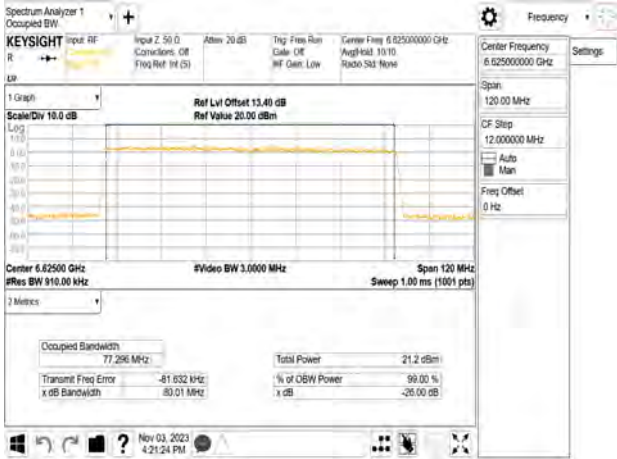 Spectrum Analyzer 1
Occupied BW
+
Frequency
KEYSIGHT
R
Input: RF
Input Z: 50 Ω
Corrections: Off
Freq Ref: Int (S)
Atten: 20 dB
Trig: Free Run
Gate: Off
#IF Gain: Low
Center Freq: 6.625000000 GHz
Avg|Hold: 10/10
Radio Std: None
Center Frequency
6.625000000 GHz
Settings
Span
120.00 MHz
CF Step
12.000000 MHz
Auto
Man
Freq Offset
0 Hz
1 Graph
Scale/Div 10.0 dB
Ref Lvl Offset 13.40 dB
Ref Value 20.00 dBm
Log
Center 6.62500 GHz
#Res BW 910.00 kHz
#Video BW 3.0000 MHz
Span 120 MHz
Sweep 1.00 ms (1001 pts)
2 Metrics
Occupied Bandwidth
77.296 MHz
Total Power 21.2 dBm
Transmit Freq Error -81.632 kHz
% of OBW Power 99.00 %
x dB Bandwidth 80.01 MHz
x dB -26.00 dB
?
Nov 03, 2023
4:21:24 PM